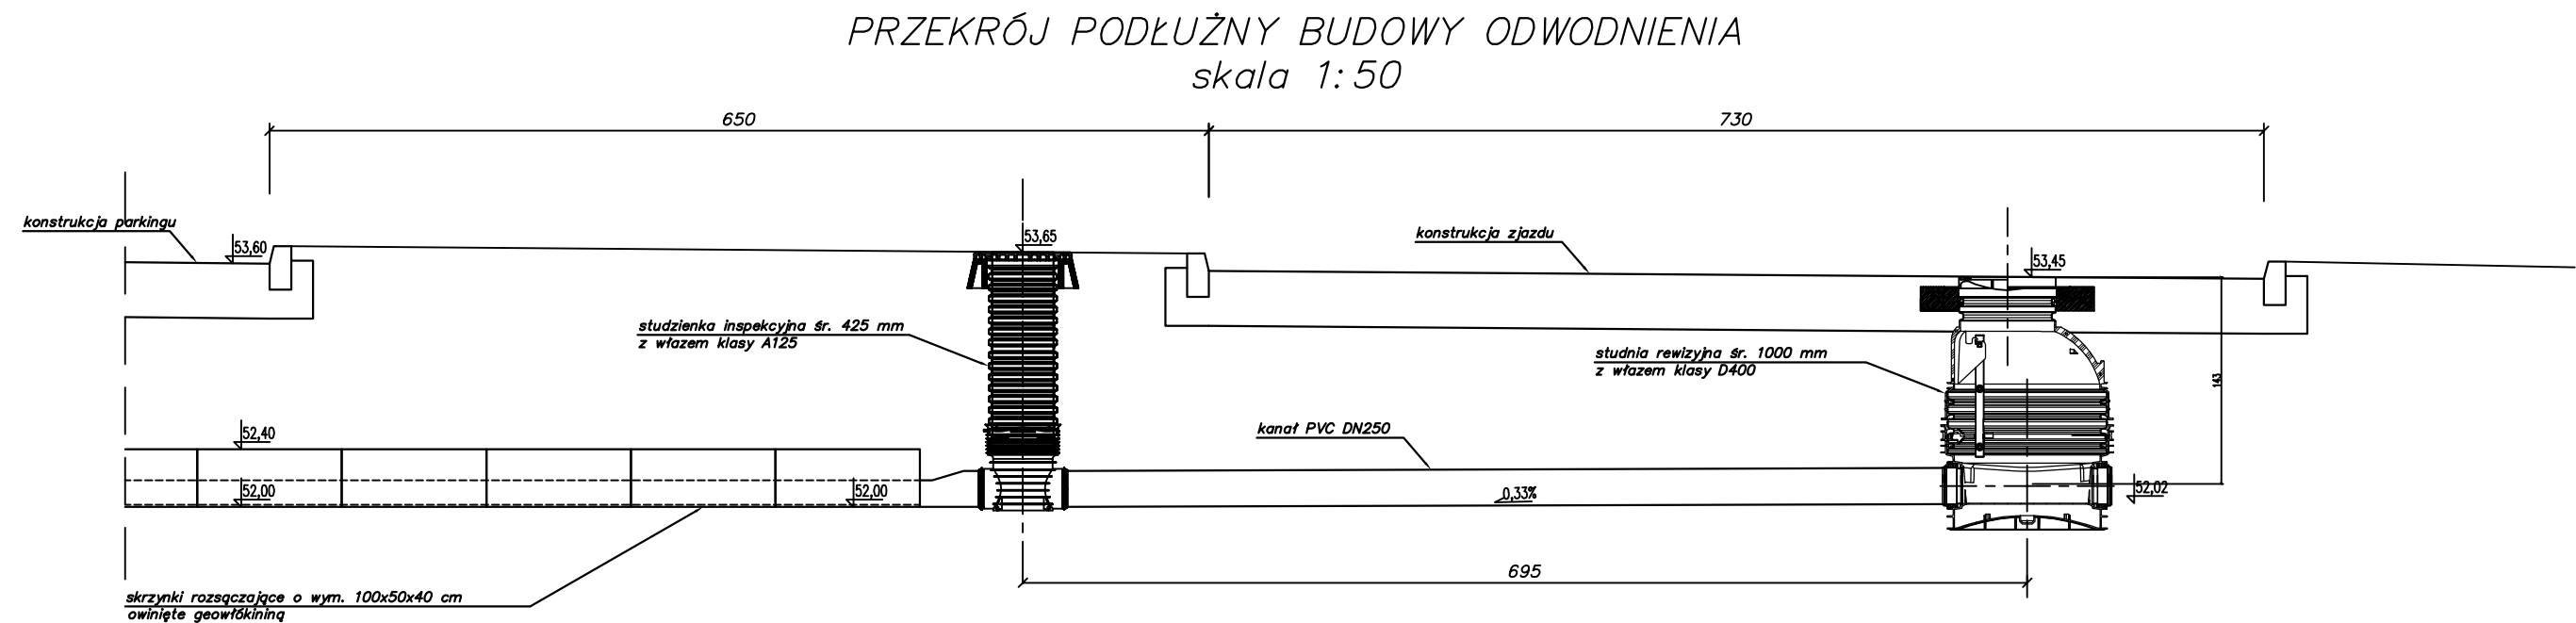 PRZEKRÓJ PODŁUŻNY BUDOWY ODWODNIENIA
skala 1:50
650
730
konstrukcja parkingu
53,60
53,65
konstrukcja zjazdu
53,45
studzienka inspekcyjna śr. 425 mm
z włazem klasy A125
studnia rewizyjna śr. 1000 mm
z włazem klasy D400
143
52,40
kanał PVC DN250
52,00
52,00
0,33%
52,02
695
skrzynki rozsączające o wym. 100x50x40 cm
owinięte geowłókininą